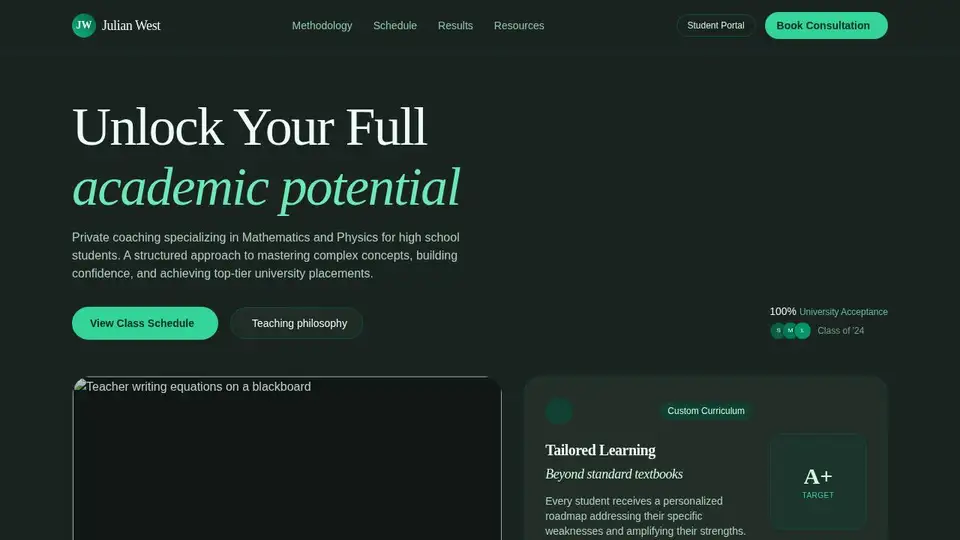 JW Julian West
Methodology Schedule Results Resources
Student Portal
Book Consultation
Unlock Your Full
academic potential
Private coaching specializing in Mathematics and Physics for high school
students. A structured approach to mastering complex concepts, building
confidence, and achieving top-tier university placements.
View Class Schedule
Teaching philosophy
100% University Acceptance
S M L Class of '24
Teacher writing equations on a blackboard
Custom Curriculum
Tailored Learning
Beyond standard textbooks
Every student receives a personalized
roadmap addressing their specific
weaknesses and amplifying their strengths.
A+
TARGET